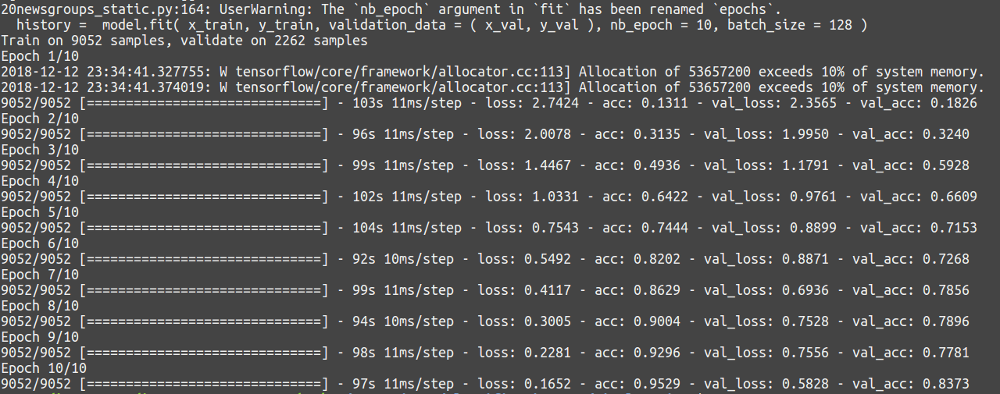 20newsgroups_static.py:164: UserWarning: The `nb_epoch` argument in `fit` has been renamed `epochs`.
history =  model.fit( x_train, y_train, validation_data = ( x_val, y_val ), nb_epoch = 10, batch_size = 128 )
Train on 9052 samples, validate on 2262 samples
Epoch 1/10
2018-12-12 23:34:41.327755: W tensorflow/core/framework/allocator.cc:113] Allocation of 53657200 exceeds 10% of system memory.
2018-12-12 23:34:41.374019: W tensorflow/core/framework/allocator.cc:113] Allocation of 53657200 exceeds 10% of system memory.
9052/9052 [==============================] - 103s 11ms/step - loss: 2.7424 - acc: 0.1311 - val_loss: 2.3565 - val_acc: 0.1826
Epoch 2/10
9052/9052 [==============================] - 96s 11ms/step - loss: 2.0078 - acc: 0.3135 - val_loss: 1.9950 - val_acc: 0.3240
Epoch 3/10
9052/9052 [==============================] - 99s 11ms/step - loss: 1.4467 - acc: 0.4936 - val_loss: 1.1791 - val_acc: 0.5928
Epoch 4/10
9052/9052 [==============================] - 102s 11ms/step - loss: 1.0331 - acc: 0.6422 - val_loss: 0.9761 - val_acc: 0.6609
Epoch 5/10
9052/9052 [==============================] - 104s 11ms/step - loss: 0.7543 - acc: 0.7444 - val_loss: 0.8899 - val_acc: 0.7153
Epoch 6/10
9052/9052 [==============================] - 92s 10ms/step - loss: 0.5492 - acc: 0.8202 - val_loss: 0.8871 - val_acc: 0.7268
Epoch 7/10
9052/9052 [==============================] - 99s 11ms/step - loss: 0.4117 - acc: 0.8629 - val_loss: 0.6936 - val_acc: 0.7856
Epoch 8/10
9052/9052 [==============================] - 94s 10ms/step - loss: 0.3005 - acc: 0.9004 - val_loss: 0.7528 - val_acc: 0.7896
Epoch 9/10
9052/9052 [==============================] - 98s 11ms/step - loss: 0.2281 - acc: 0.9296 - val_loss: 0.7556 - val_acc: 0.7781
Epoch 10/10
9052/9052 [==============================] - 97s 11ms/step - loss: 0.1652 - acc: 0.9529 - val_loss: 0.5828 - val_acc: 0.8373